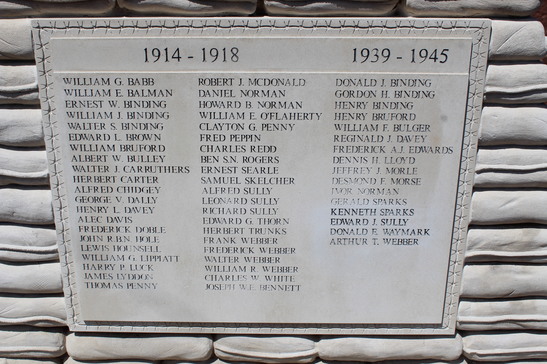 1914 - 1918
WILLIAM G. BABB
WILLIAM E. BALMAN
ERNEST W. BINDING
WILLIAM J. BINDING
WALTER S. BINDING
EDWARD L. BROWN
WILLIAM BRUFORD
ALBERT W. BULLEY
WALTER J. CARRUTHERS
HERBERT CARTER
ALFRED CHIDGEY
GEORGE V. DALLY
HENRY L. DAVEY
ALEC DAVIS
FREDERICK DOBLE
JOHN R.B.N. HOLE
LEWIS HOUNSELL
WILLIAM G. LIPPIATT
HARRY P. LUCK
JAMES LYDDON
THOMAS PENNY
ROBERT J. MCDONALD
DANIEL NORMAN
HOWARD B. NORMAN
WILLIAM E. O'FLAHERTY
CLAYTON G. PENNY
FRED PEPPIN
CHARLES REDD
BEN S.N. ROGERS
ERNEST SEARLE
SAMUEL SKELCHER
ALFRED SULLY
LEONARD SULLY
RICHARD SULLY
EDWARD G. THORN
HERBERT TRUNKS
FRANK WEBBER
FREDERICK WEBBER
WALTER WEBBER
WILLIAM R. WEBBER
CHARLES W. WHITE
JOSEPH W.E. BENNETT
1939 - 1945
DONALD J. BINDING
GORDON H. BINDING
HENRY BINDING
HENRY BRUFORD
WILLIAM F. BULGER
REGINALD J. DAVEY
FREDERICK A.J. EDWARDS
DENNIS H. LLOYD
JEFFREY J. MORLE
DESMOND F. MORSE
IVOR NORMAN
GERALD SPARKS
KENNETH SPARKS
EDWARD J. SULLY
DONALD E. WAYMARK
ARTHUR T. WEBBER